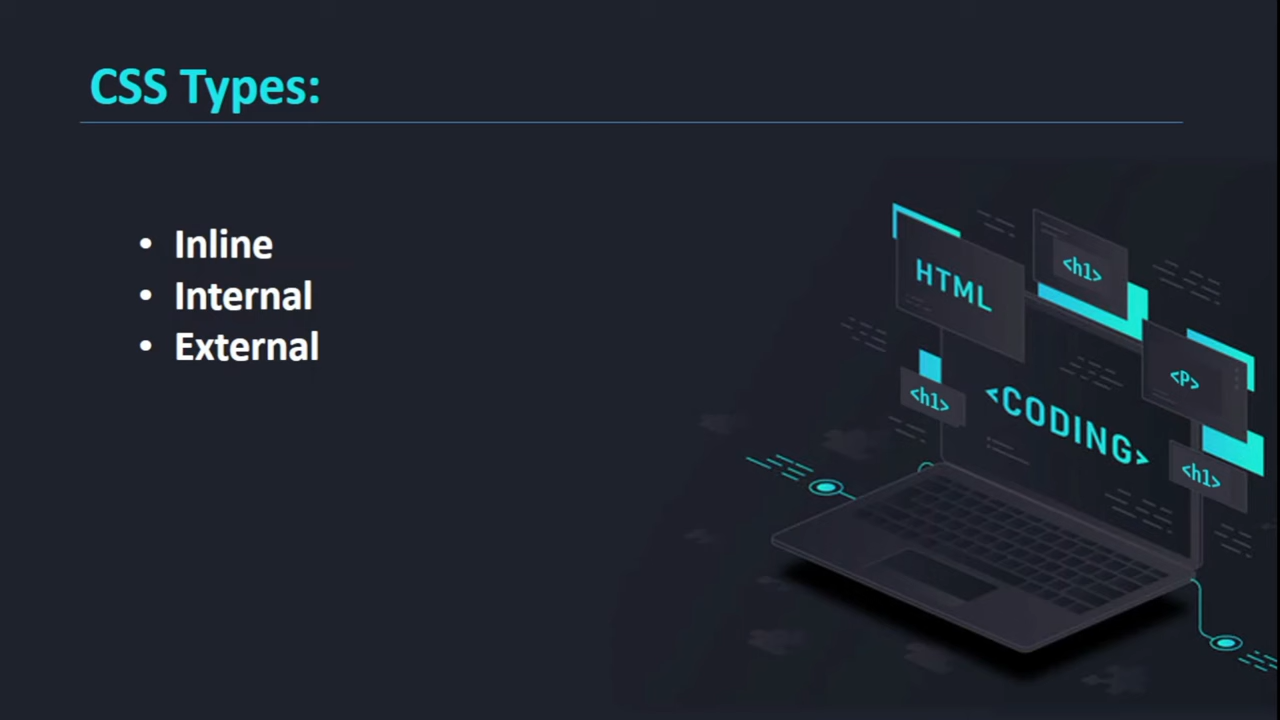 CSS Types:
• Inline
• Internal
• External
HTML
<h1>
<P>
<h1>
<CODING>
<h1>